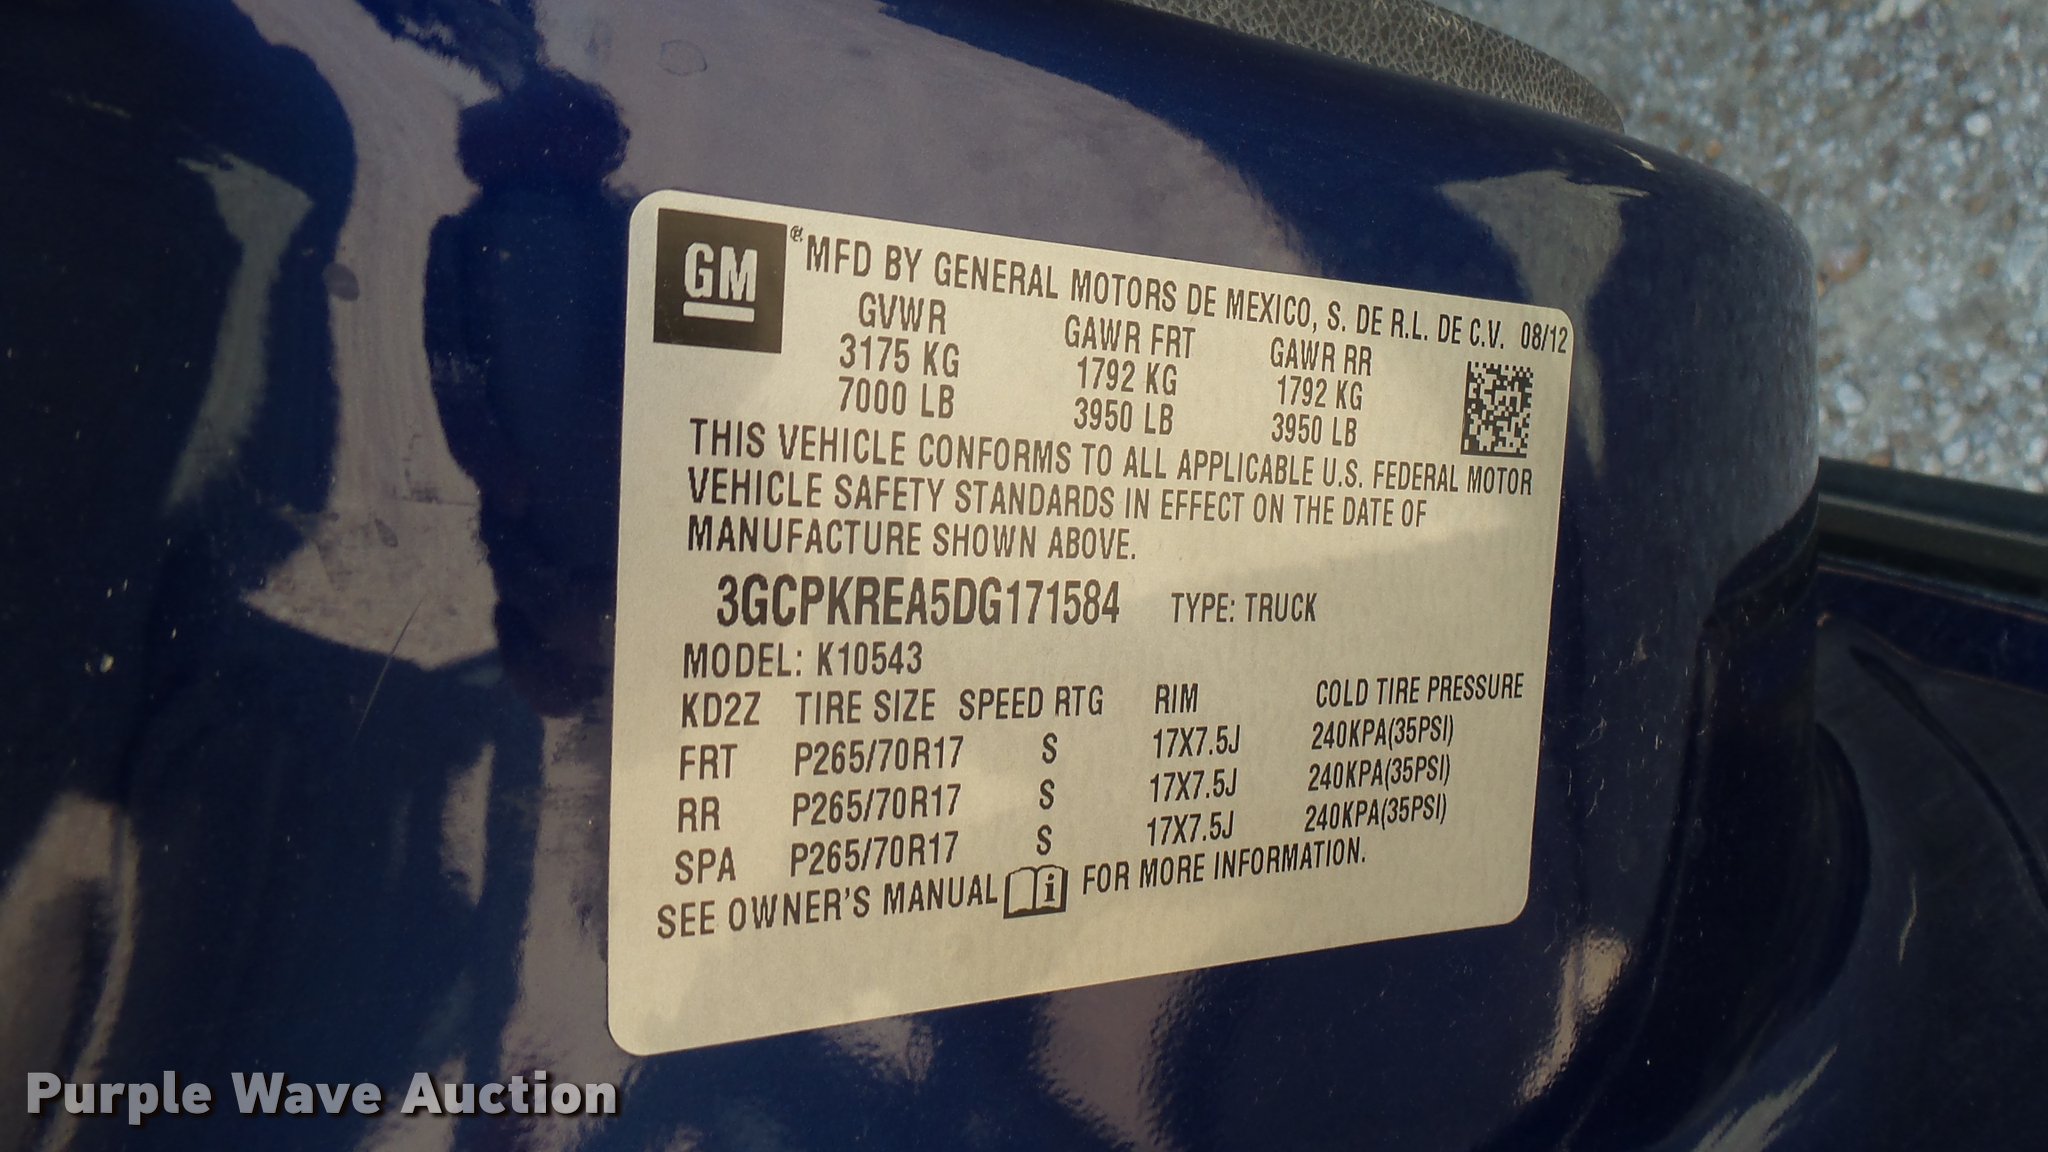 GM ® MFD BY GENERAL MOTORS DE MEXICO, S. DE R.L. DE C.V. 08/12
GVWR GAWR FRT GAWR RR
3175 KG 1792 KG 1792 KG
7000 LB 3950 LB 3950 LB
THIS VEHICLE CONFORMS TO ALL APPLICABLE U.S. FEDERAL MOTOR
VEHICLE SAFETY STANDARDS IN EFFECT ON THE DATE OF
MANUFACTURE SHOWN ABOVE.
3GCPKREA5DG171584 TYPE: TRUCK
MODEL: K10543
KD2Z TIRE SIZE SPEED RTG RIM COLD TIRE PRESSURE
FRT P265/70R17 S 17X7.5J 240KPA(35PSI)
RR P265/70R17 S 17X7.5J 240KPA(35PSI)
SPA P265/70R17 S 17X7.5J 240KPA(35PSI)
SEE OWNER'S MANUAL i FOR MORE INFORMATION.
Purple Wave Auction